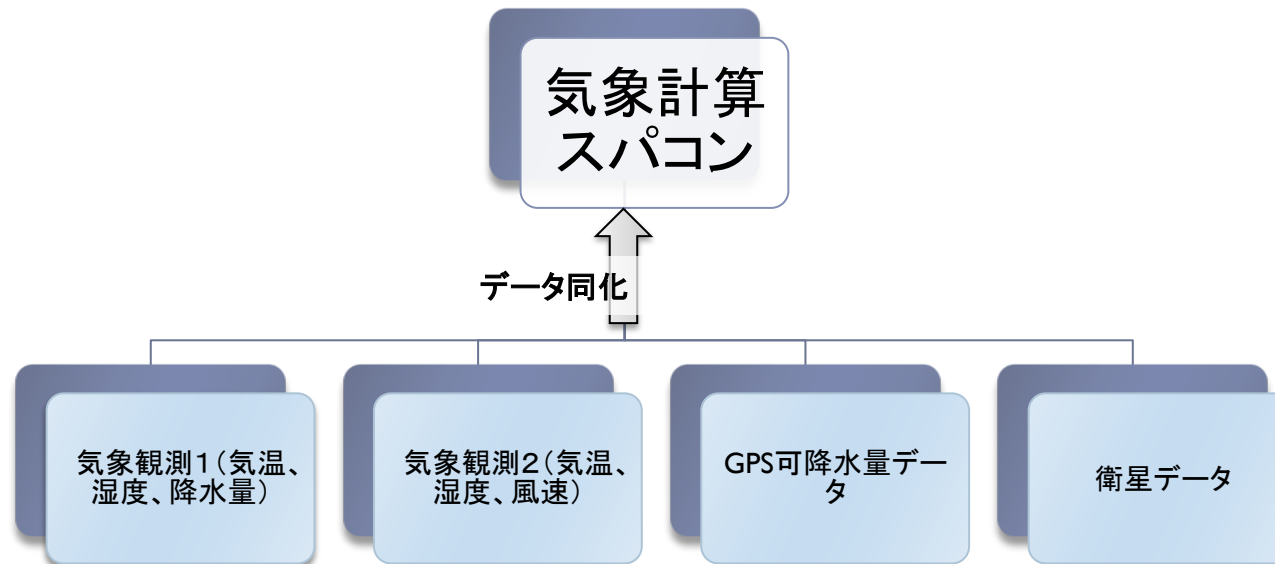 気象計算
スパコン
データ同化
気象観測１（気温、
湿度、降水量）
気象観測２（気温、
湿度、風速）
GPS可降水量デー
タ
衛星データ